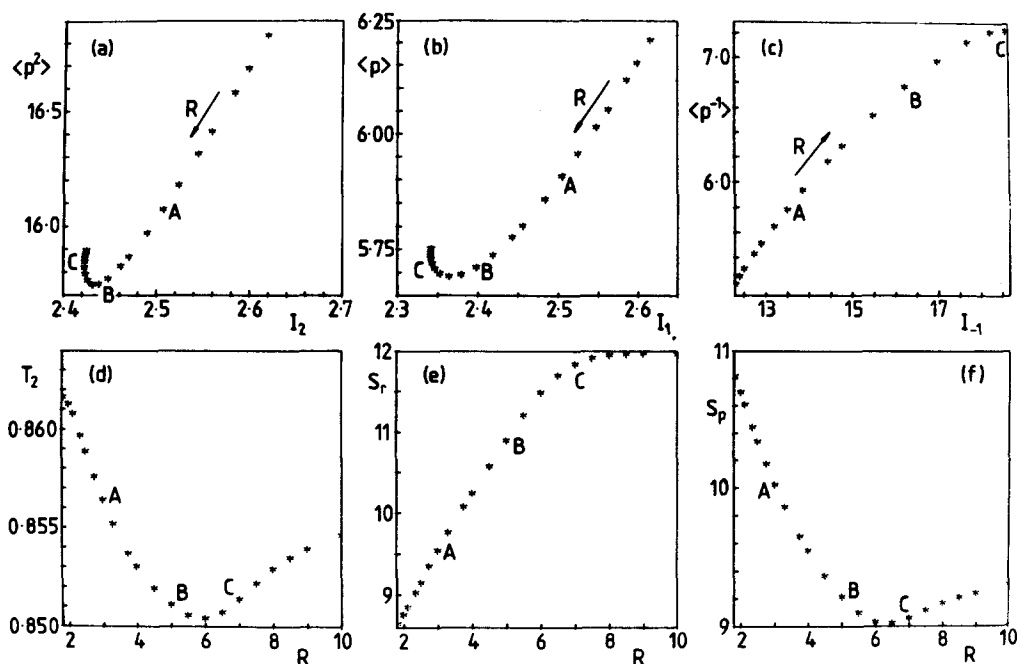 (a)
<p²>
16·5
16·0
R
A
B
C
2·4 2·5 2·6 2·7
I₂
(b)
6·25
<p>
6·00
5·75
R
A
B
C
2·3 2·4 2·5 2·6
I₁
(c)
7·0
<p⁻¹>
6·0
R
A
B
C
13 15 17
I₋₁
(d)
T₂
0·860
0·855
0·850
A
B
C
2 4 6 8 10
R
(e)
12
Sᵣ
11
10
9
A
B
C
2 4 6 8 10
R
(f)
11
Sₚ
10
9
A
B
C
2 4 6 8 10
R